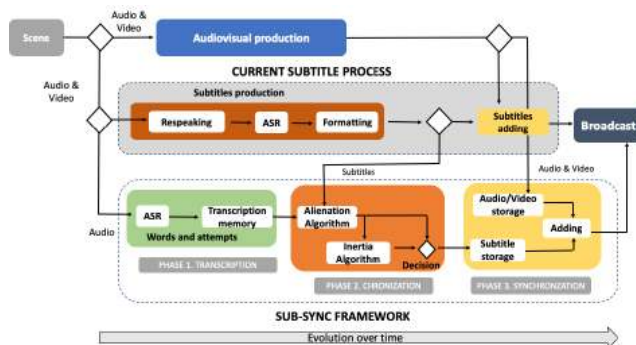 Audio &
Video
Scene
Audiovisual production
Audio &
Video
CURRENT SUBTITLE PROCESS
Subtitles production
Respeaking
ASR
Formatting
Subtitles
adding
Broadcast
Subtitles
Audio & Video
Audio
ASR
Transcription
memory
Words and attempts
Alienation
Algorithm
Inertia
Algorithm
Decision
Audio/Video
storage
Adding
Subtitle
storage
PHASE 1. TRANSCRIPTION
PHASE 2. CHRONIZATION
PHASE 3. SYNCHRONIZATION
SUB-SYNC FRAMEWORK
Evolution over time